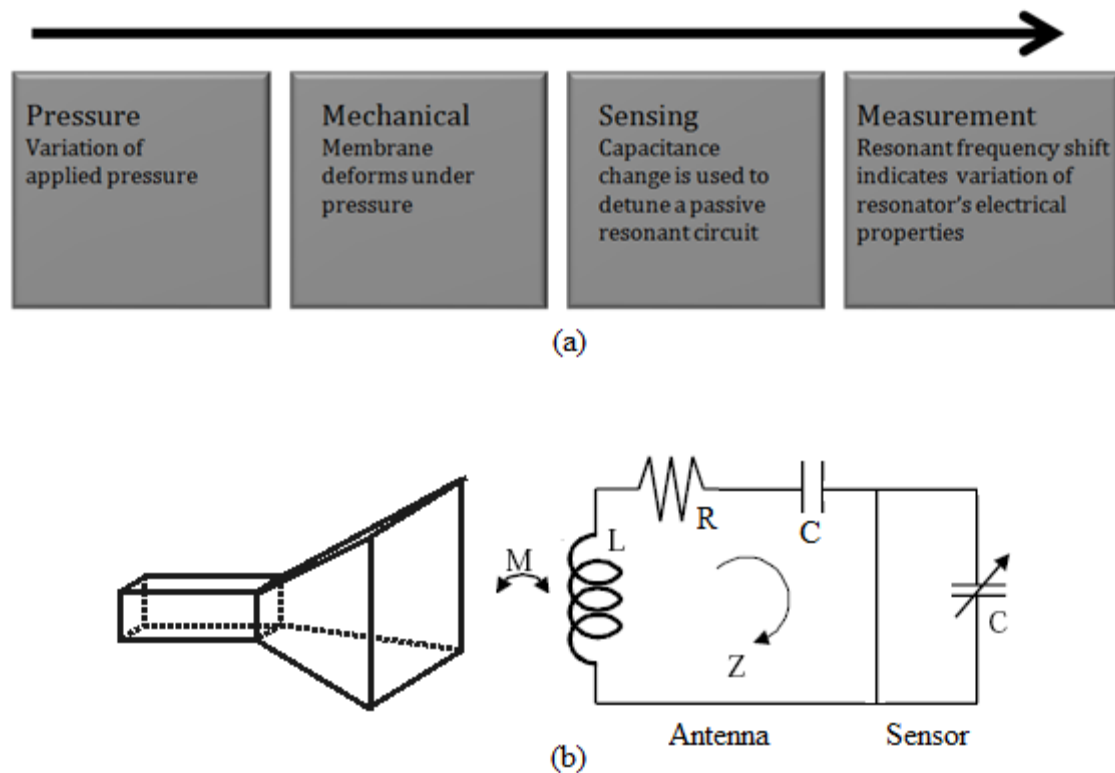 Pressure
Variation of
applied pressure
Mechanical
Membrane
deforms under
pressure
Sensing
Capacitance
change is used to
detune a passive
resonant circuit
Measurement
Resonant frequency shift
indicates variation of
resonator's electrical
properties
(a)
R
C
L
M
Z
C
Antenna
Sensor
(b)